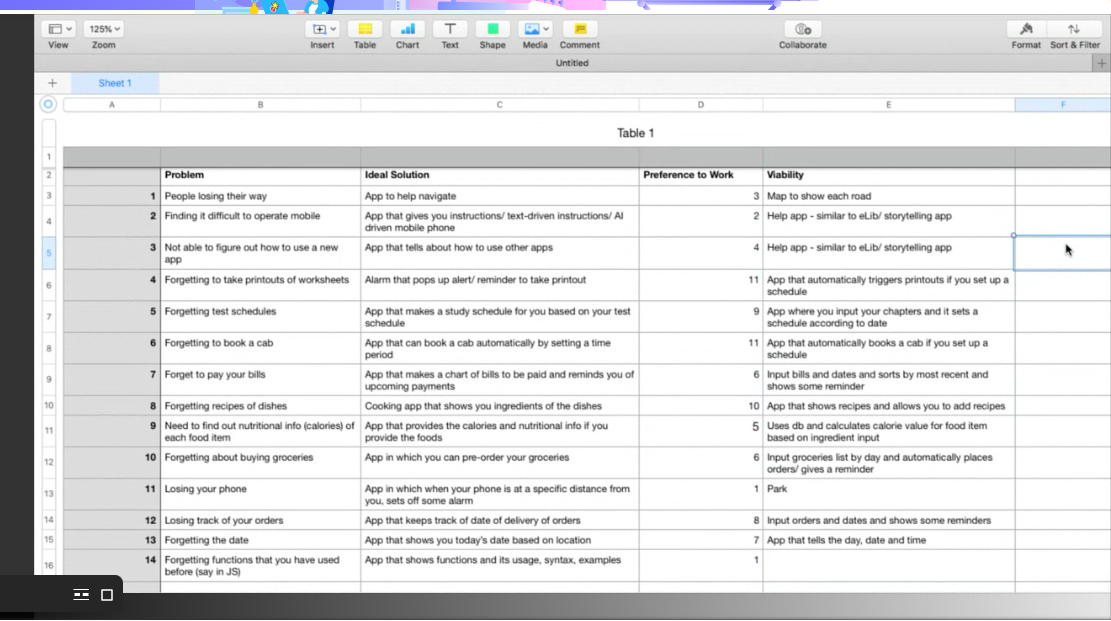 125%
View
Zoom
Insert
Table
Chart
Text
Shape
Media
Comment
Collaborate
Format
Sort & Filter
Untitled
+
+
Sheet 1
A
B
C
D
E
F
Table 1
1
2
Problem
Ideal Solution
Preference to Work
Viability
3
1
People losing their way
App to help navigate
3
Map to show each road
4
2
Finding it difficult to operate mobile
App that gives you instructions/ text-driven instructions/ AI
driven mobile phone
2
Help app - similar to eLib/ storytelling app
5
3
Not able to figure out how to use a new
app
App that tells about how to use other apps
4
Help app - similar to eLib/ storytelling app
6
4
Forgetting to take printouts of worksheets
Alarm that pops up alert/ reminder to take printout
11
App that automatically triggers printouts if you set up a
schedule
7
5
Forgetting test schedules
App that makes a study schedule for you based on your test
schedule
9
App where you input your chapters and it sets a
schedule according to date
8
6
Forgetting to book a cab
App that can book a cab automatically by setting a time
period
11
App that automatically books a cab if you set up a
schedule
9
7
Forget to pay your bills
App that makes a chart of bills to be paid and reminds you of
upcoming payments
6
Input bills and dates and sorts by most recent and
shows some reminder
10
8
Forgetting recipes of dishes
Cooking app that shows you ingredients of the dishes
10
App that shows recipes and allows you to add recipes
11
9
Need to find out nutritional info (calories) of
each food item
App that provides the calories and nutritional info if you
provide the foods
5
Uses db and calculates calorie value for food item
based on ingredient input
12
10
Forgetting about buying groceries
App in which you can pre-order your groceries
6
Input groceries list by day and automatically places
orders/ gives a reminder
13
11
Losing your phone
App in which when your phone is at a specific distance from
you, sets off some alarm
1
Park
14
12
Losing track of your orders
App that keeps track of date of delivery of orders
8
Input orders and dates and shows some reminders
15
13
Forgetting the date
App that shows you today's date based on location
7
App that tells the day, date and time
16
14
Forgetting functions that you have used
before (say in JS)
App that shows functions and its usage, syntax, examples
1